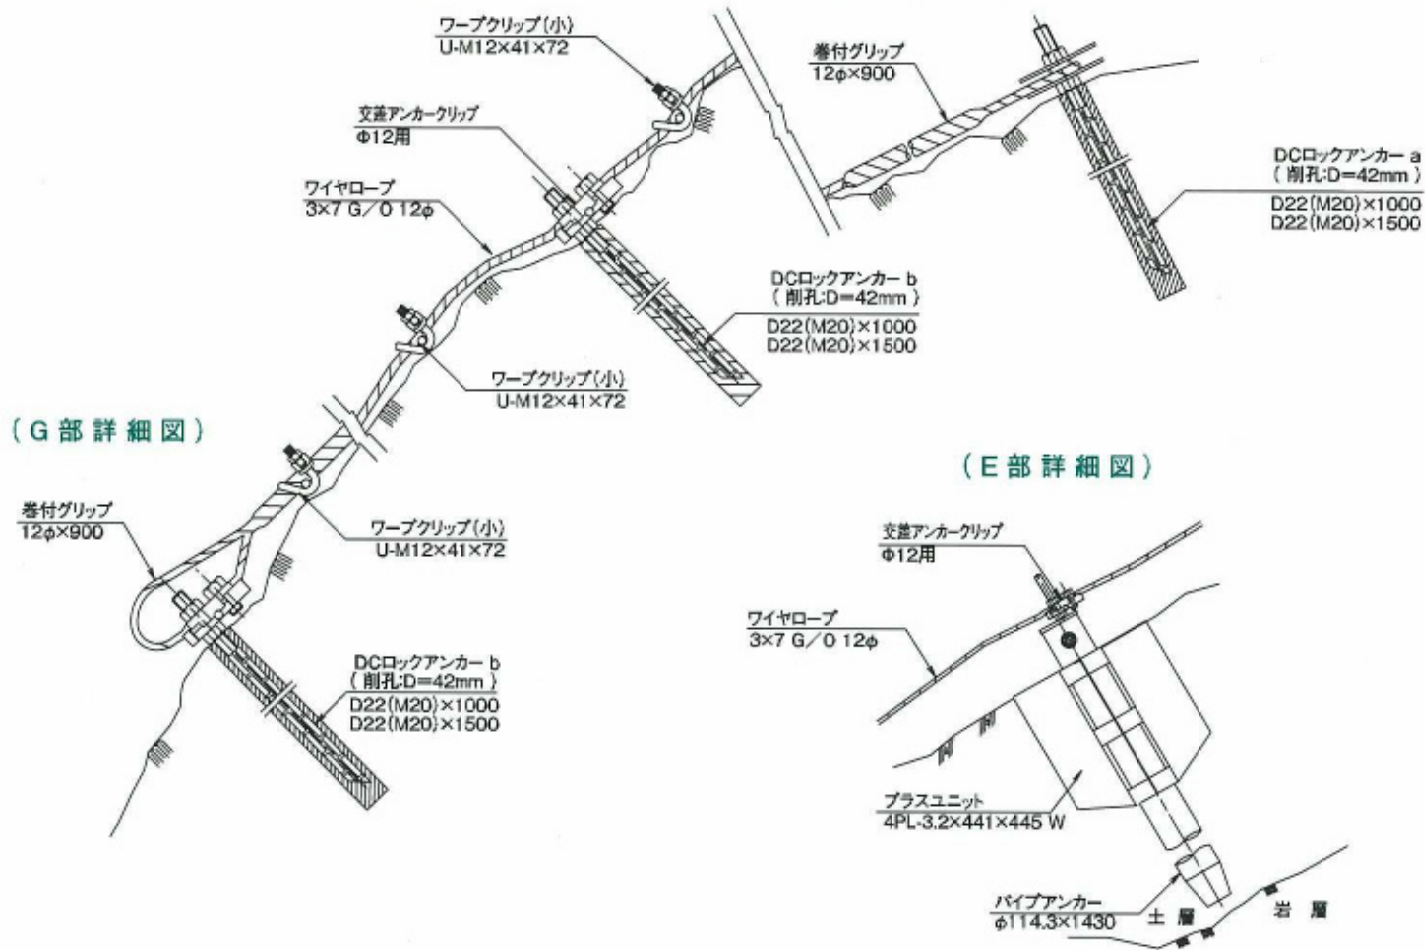 ワープクリップ(小)
U-M12×41×72
交差アンカークリップ
Φ12用
ワイヤロープ
3×7 G/O 12φ
巻付グリップ
12φ×900
DCロックアンカー a
( 削孔:D=42mm )
D22(M20)×1000
D22(M20)×1500
DCロックアンカー b
( 削孔:D=42mm )
D22(M20)×1000
D22(M20)×1500
ワープクリップ(小)
U-M12×41×72
(G部詳細図)
巻付グリップ
12φ×900
ワープクリップ(小)
U-M12×41×72
DCロックアンカー b
( 削孔:D=42mm )
D22(M20)×1000
D22(M20)×1500
(E部詳細図)
交差アンカークリップ
Φ12用
ワイヤロープ
3×7 G/O 12φ
プラスユニット
4PL-3.2×441×445 W
パイプアンカー
φ114.3×1430
土 層
岩 層